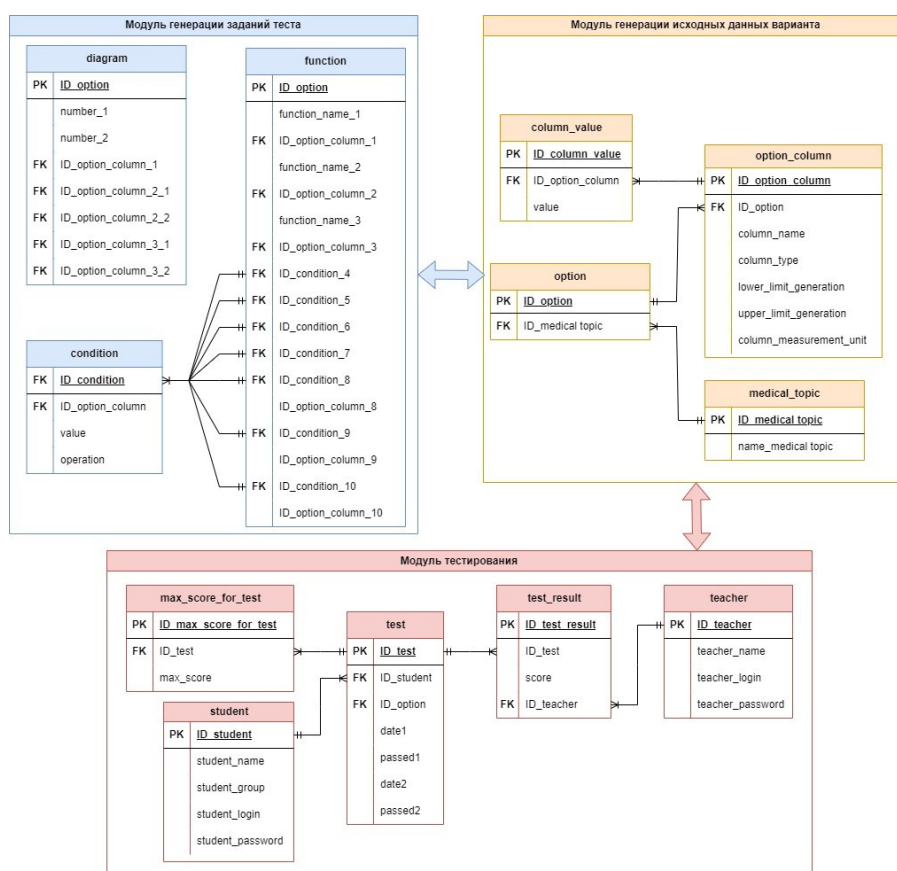 Модуль генерации заданий теста
diagram
PK ID_option
number_1
number_2
FK ID_option_column_1
FK ID_option_column_2_1
FK ID_option_column_2_2
FK ID_option_column_3_1
FK ID_option_column_3_2
function
PK ID_option
function_name_1
FK ID_option_column_1
function_name_2
FK ID_option_column_2
function_name_3
FK ID_option_column_3
FK ID_condition_4
FK ID_condition_5
FK ID_condition_6
FK ID_condition_7
FK ID_condition_8
ID_option_column_8
FK ID_condition_9
ID_option_column_9
FK ID_condition_10
ID_option_column_10
condition
FK ID_condition
FK ID_option_column
value
operation
Модуль генерации исходных данных варианта
column_value
PK ID_column_value
FK ID_option_column
value
option_column
PK ID_option_column
FK ID_option
column_name
column_type
lower_limit_generation
upper_limit_generation
column_measurement_unit
option
PK ID_option
FK ID_medical topic
medical_topic
PK ID_medical topic
name_medical topic
Модуль тестирования
max_score_for_test
PK ID_max_score_for_test
FK ID_test
max_score
student
PK ID_student
student_name
student_group
student_login
student_password
test
PK ID_test
FK ID_student
FK ID_option
date1
passed1
date2
passed2
test_result
PK ID_test_result
ID_test
score
FK ID_teacher
teacher
PK ID_teacher
teacher_name
teacher_login
teacher_password